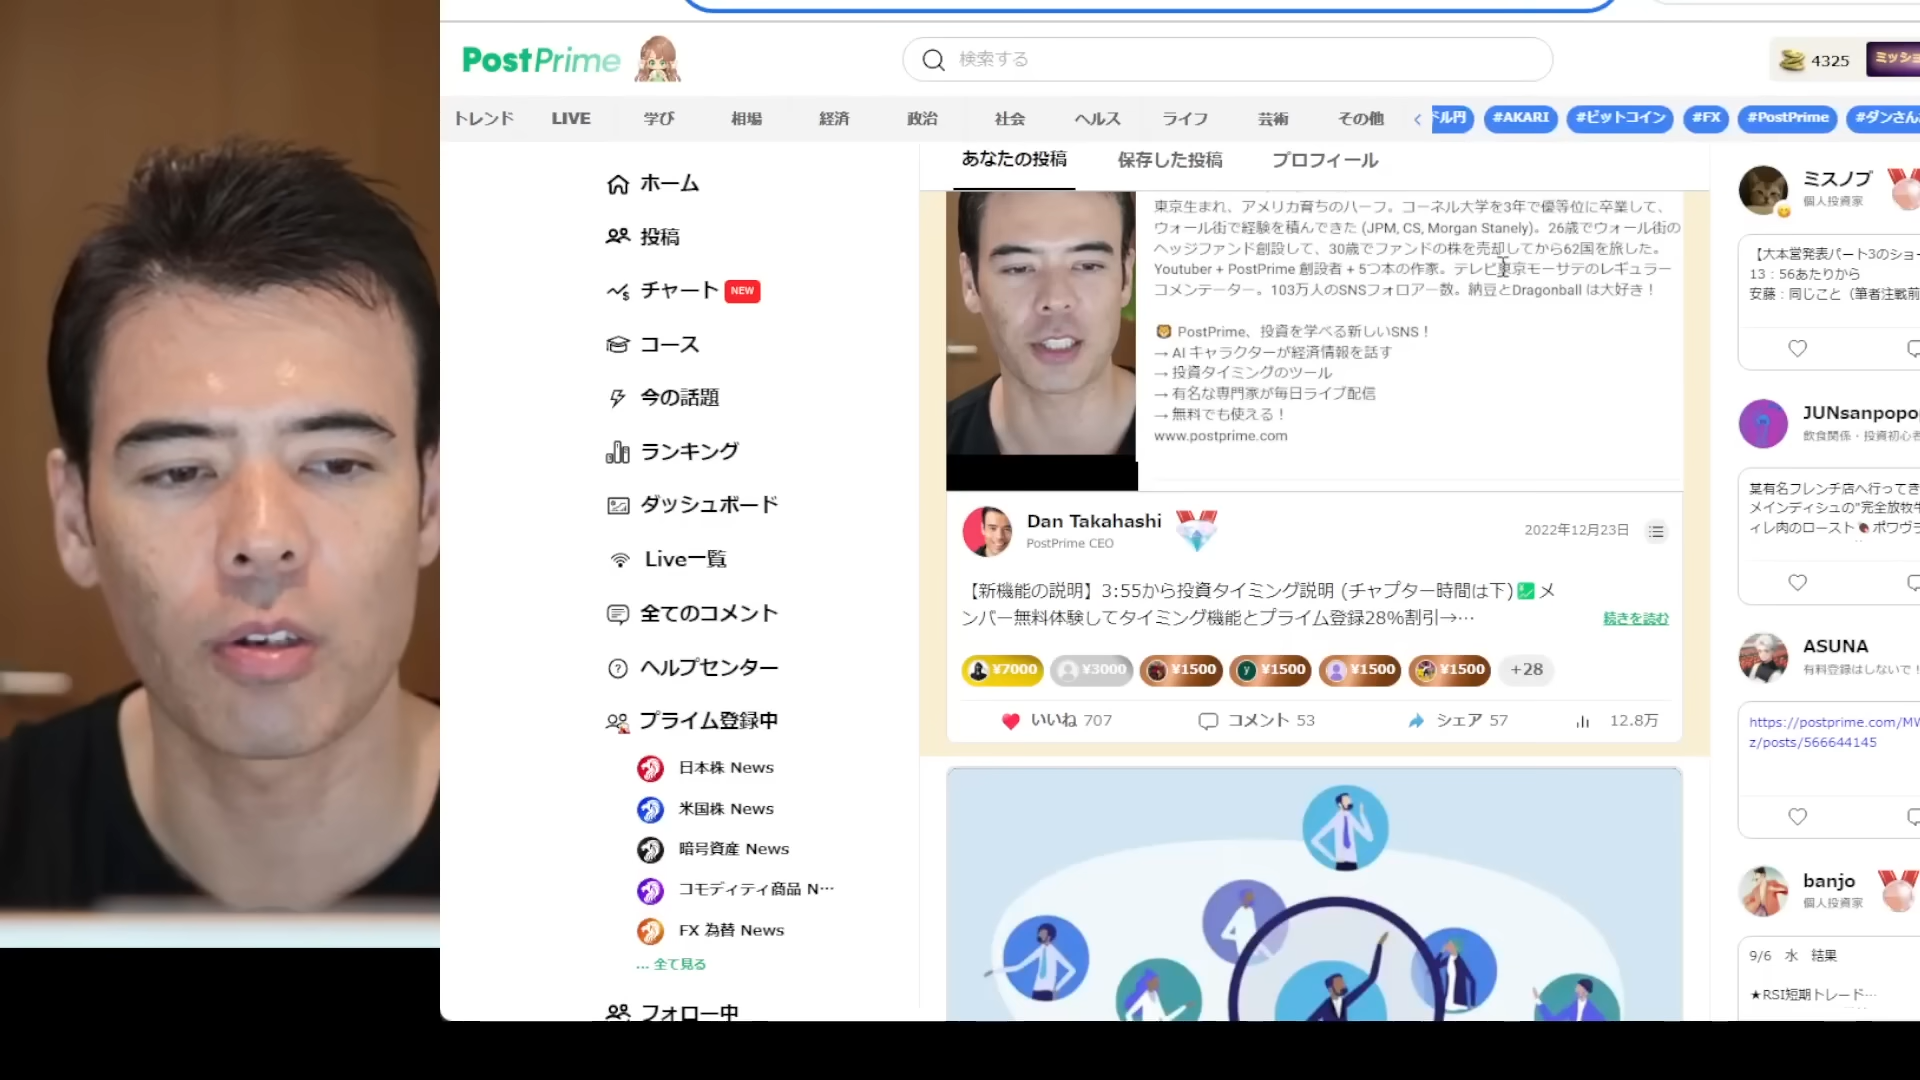 PostPrime
検索する
4325
ミッショ
トレンド
LIVE
学び
相場
経済
政治
社会
ヘルス
ライフ
芸術
その他
ドル円
#AKARI
#ビットコイン
#FX
#PostPrime
#ダンさん
ホーム
投稿
チャート NEW
コース
今の話題
ランキング
ダッシュボード
Live一覧
全てのコメント
ヘルプセンター
プライム登録中
日本株 News
米国株 News
暗号資産 News
コモディティ商品 N…
FX 為替 News
... 全て見る
フォロー中
あなたの投稿
保存した投稿
プロフィール
東京生まれ、アメリカ育ちのハーフ。コーネル大学を3年で優等位に卒業して、
ウォール街で経験を積んできた (JPM, CS, Morgan Stanely)。26歳でウォール街の
ヘッジファンド創設して、30歳でファンドの株を売却してから62国を旅した。
Youtuber + PostPrime 創設者 + 5つ本の作家。テレビ東京モーサテのレギュラー
コメンテーター。103万人のSNSフォロアー数。納豆とDragonball は大好き！
PostPrime、投資を学べる新しいSNS！
→ AI キャラクターが経済情報を話す
→ 投資タイミングのツール
→ 有名な専門家が毎日ライブ配信
→ 無料でも使える！
www.postprime.com
Dan Takahashi
PostPrime CEO
2022年12月23日
【新機能の説明】3:55から投資タイミング説明 (チャプター時間は下) メ
ンバー無料体験してタイミング機能とプライム登録28%割引→…
続きを読む
¥7000
¥3000
¥1500
¥1500
¥1500
¥1500
+28
いいね 707
コメント 53
シェア 57
12.8万
ミスノブ
個人投資家
【大本営発表パート3のショー
13：56あたりから
安藤：同じこと（筆者注戦前
JUNsanpopo
飲食関係・投資初心者
某有名フレンチ店へ行ってき
メインディシュの"完全放牧牛
ィレ肉のロースト ポワヴラ
ASUNA
有料登録はしないで！
https://postprime.com/MW
z/posts/566644145
banjo
個人投資家
9/6 水 結果
★RSI短期トレード…